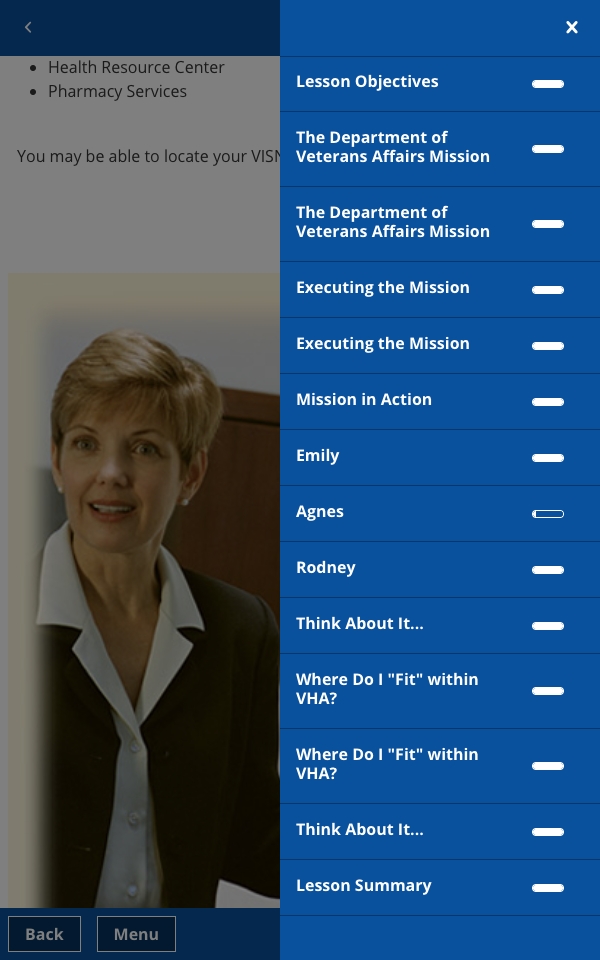 Health Resource Center
Pharmacy Services
You may be able to locate your VISN
Lesson Objectives
The Department of
Veterans Affairs Mission
The Department of
Veterans Affairs Mission
Executing the Mission
Executing the Mission
Mission in Action
Emily
Agnes
Rodney
Think About It...
Where Do I "Fit" within
VHA?
Where Do I "Fit" within
VHA?
Think About It...
Lesson Summary
Back
Menu